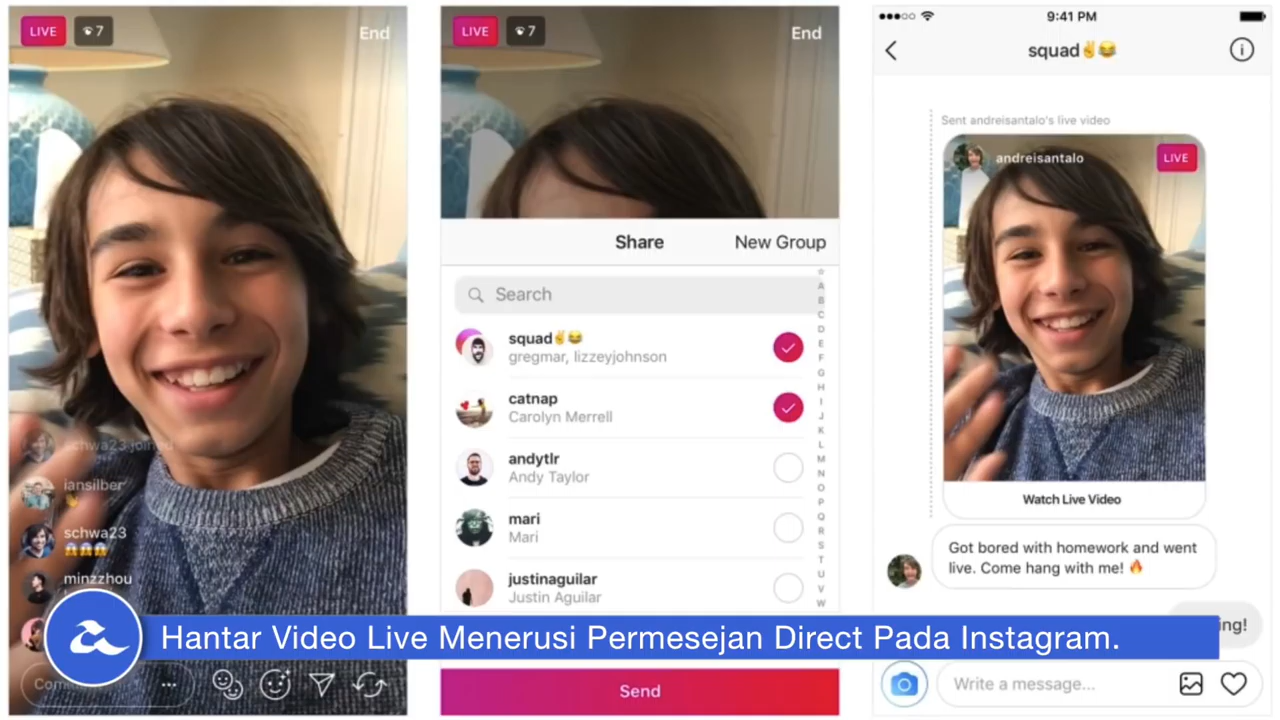 LIVE
7
End
schwa23 joined
iansilber
👏
schwa23
😱😱😱
minzzhou
LIVE
7
End
Share
New Group
Search
squad✌️😂
gregmar, lizzeyjohnson
catnap
Carolyn Merrell
andytlr
Andy Taylor
mari
Mari
justinaguilar
Justin Aguilar
☆
A
B
C
D
E
F
G
H
I
J
K
L
M
N
O
P
Q
R
S
T
U
V
W
Send
9:41 PM
squad✌️😂
Sent andreisantalo's live video
andreisantalo
LIVE
Watch Live Video
Got bored with homework and went
live. Come hang with me! 🔥
Write a message...
Hantar Video Live Menerusi Permesejan Direct Pada Instagram.